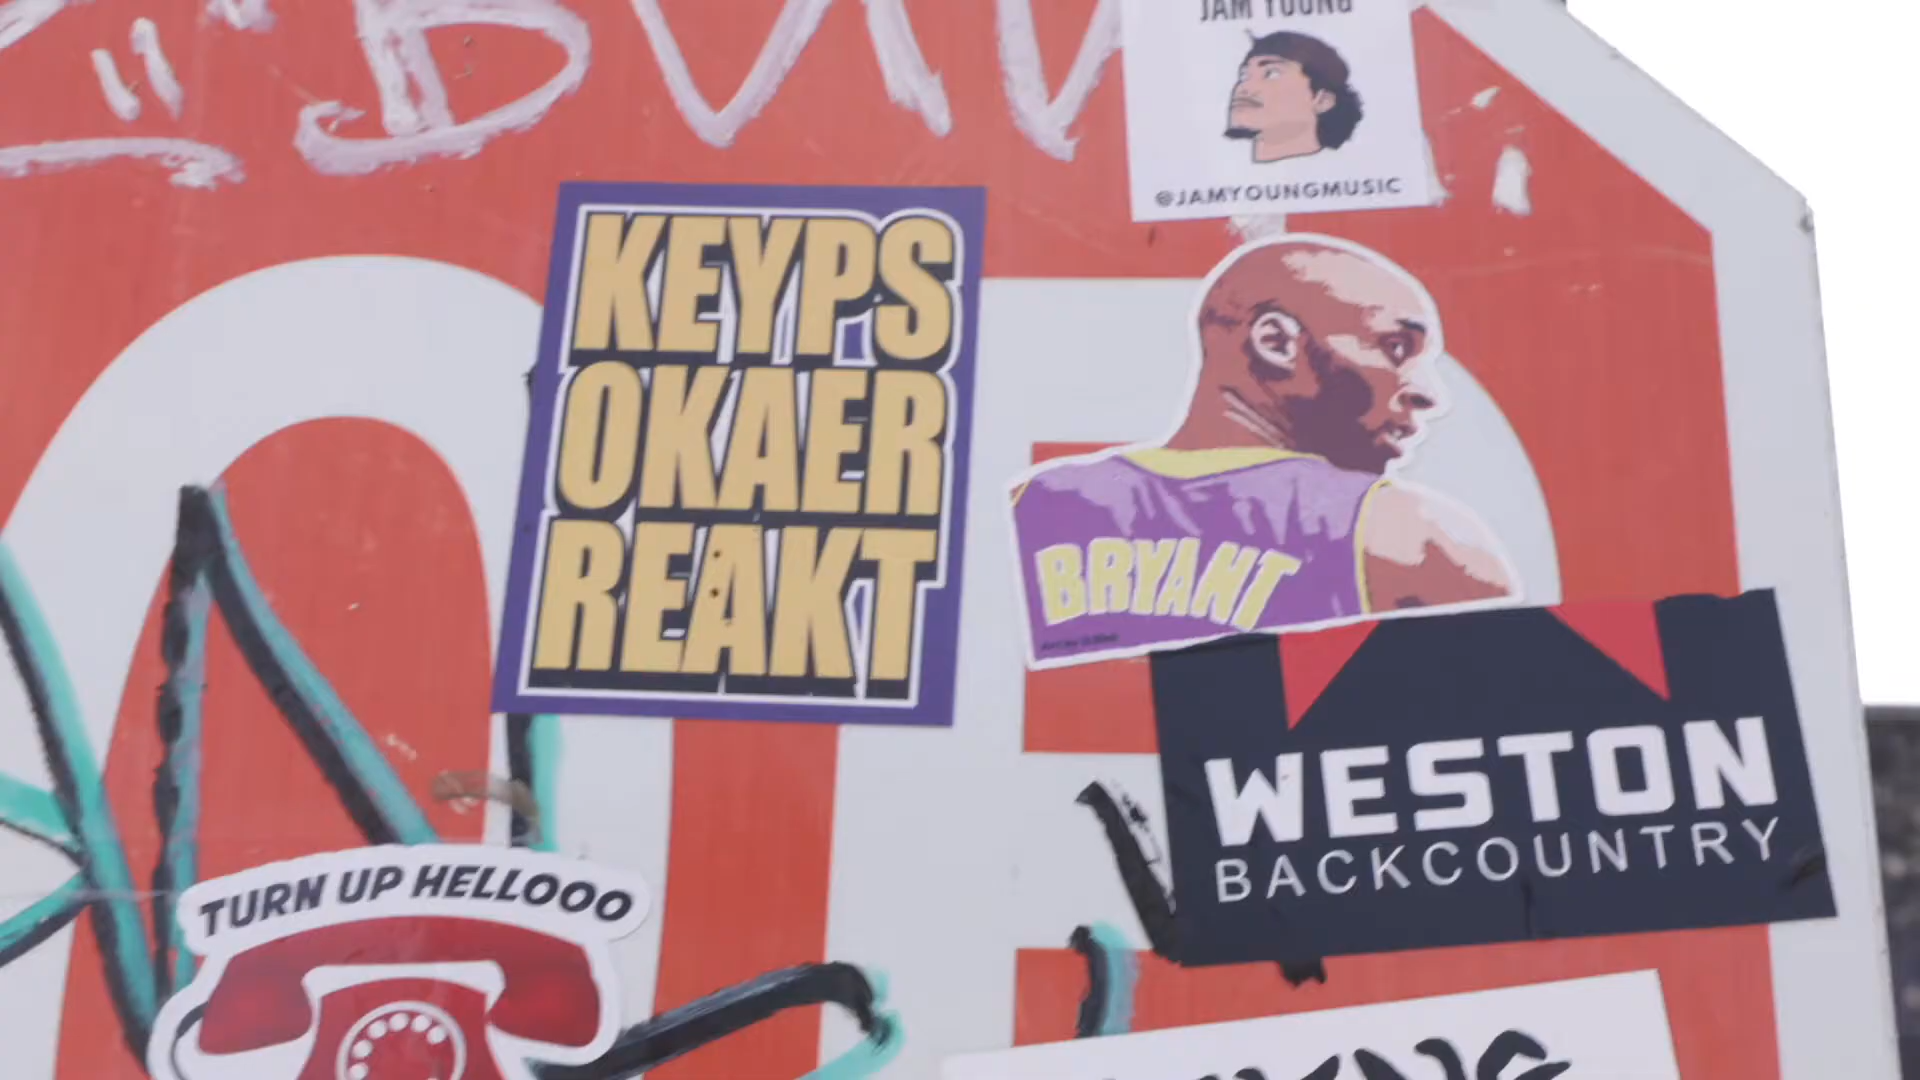 JAM YOUNG
@JAMYOUNGMUSIC
KEYPS
OKAER
REAKT
BRYANT
WESTON
BACKCOUNTRY
TURN UP HELLOOO